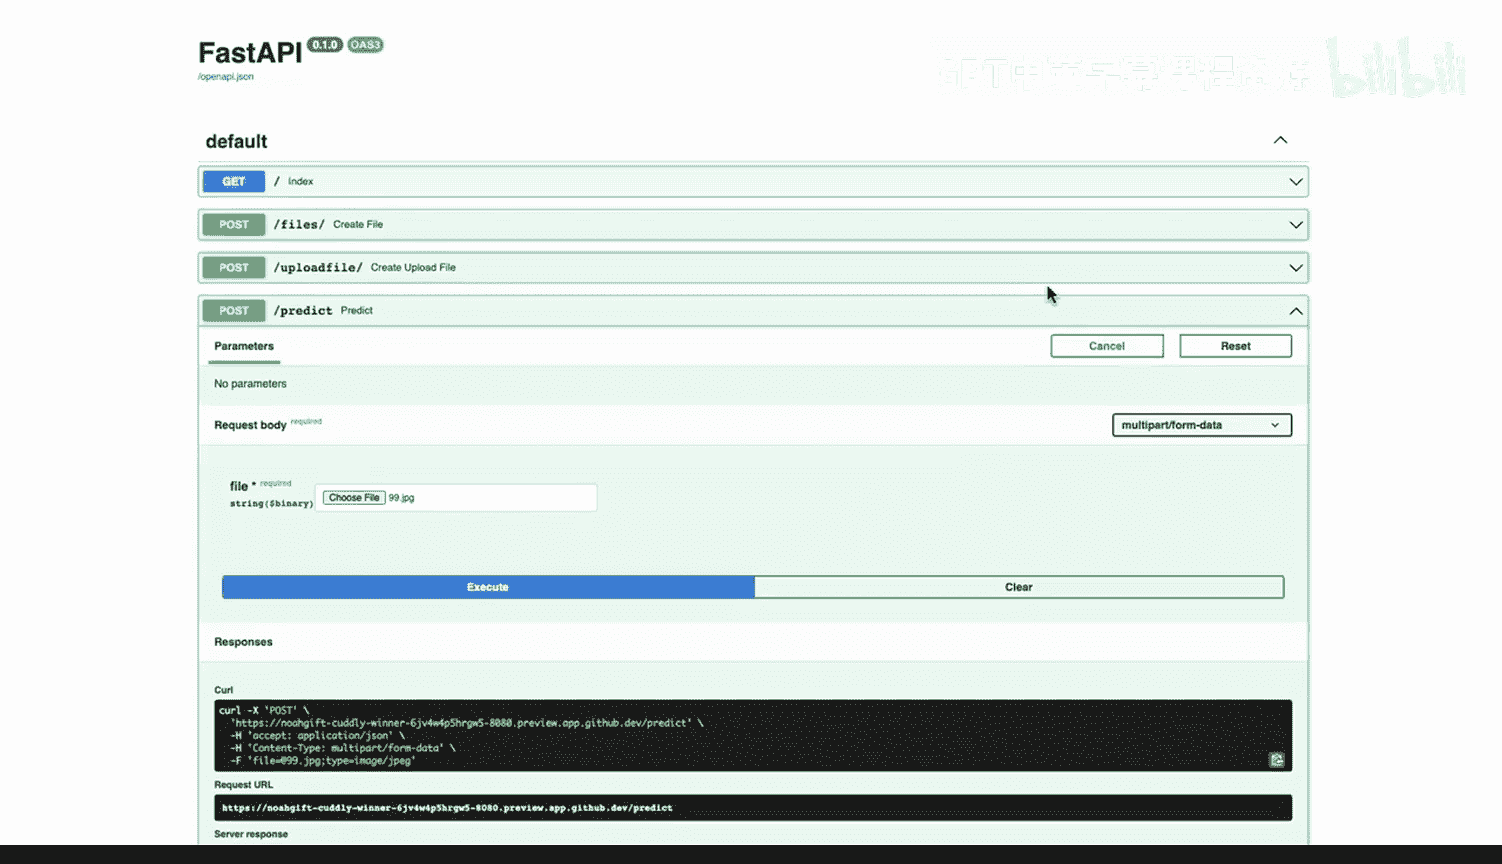 FastAPI 0.1.0 OAS3
/openapi.json
default
GET / Index
POST /files/ Create File
POST /uploadfile/ Create Upload File
POST /predict Predict
Parameters
Cancel
Reset
No parameters
Request body required
multipart/form-data
file * required
string($binary)
Choose File 99.jpg
Execute
Clear
Responses
Curl
curl -X 'POST' \
'https://noahgift-cuddly-winner-6jv4w4p5hrgw5-8080.preview.app.github.dev/predict' \
-H 'accept: application/json' \
-H 'Content-Type: multipart/form-data' \
-F 'file=@99.jpg;type=image/jpeg'
Request URL
https://noahgift-cuddly-winner-6jv4w4p5hrgw5-8080.preview.app.github.dev/predict
Server response
bilibili